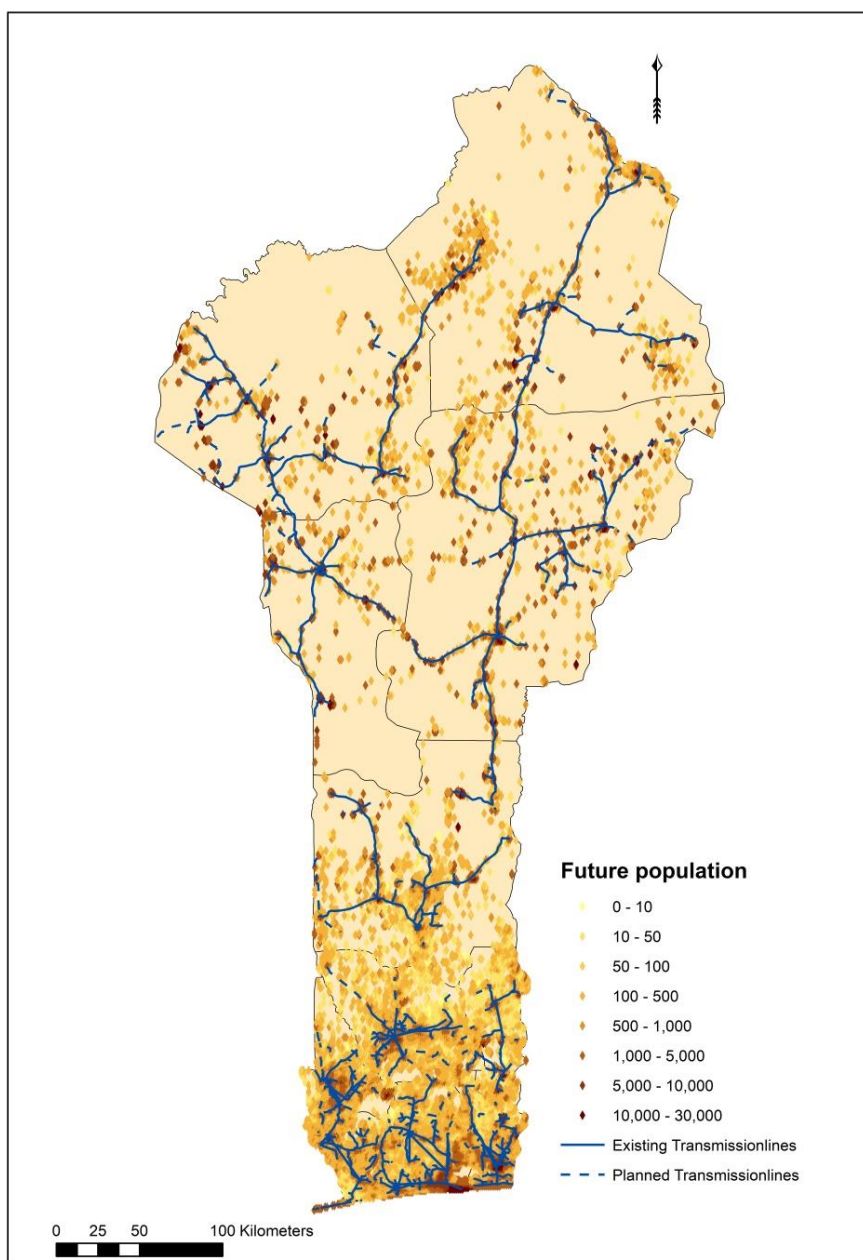 Future population
0 - 10
10 - 50
50 - 100
100 - 500
500 - 1,000
1,000 - 5,000
5,000 - 10,000
10,000 - 30,000
Existing Transmissionlines
Planned Transmissionlines
0 25 50 100 Kilometers